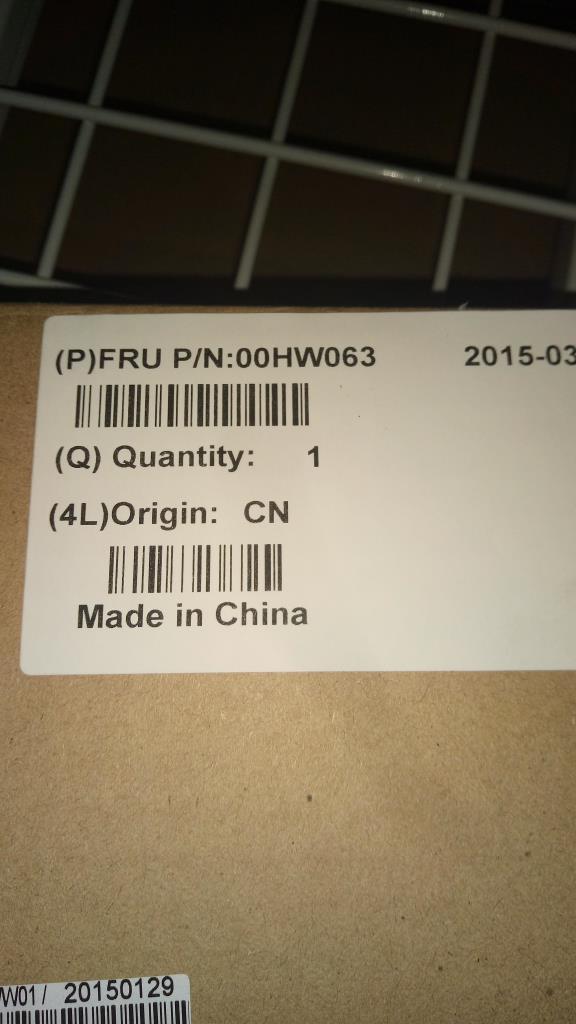 (P)FRU P/N:00HW063 2015-03
(Q) Quantity: 1
(4L)Origin: CN
Made in China
W01/ 20150129